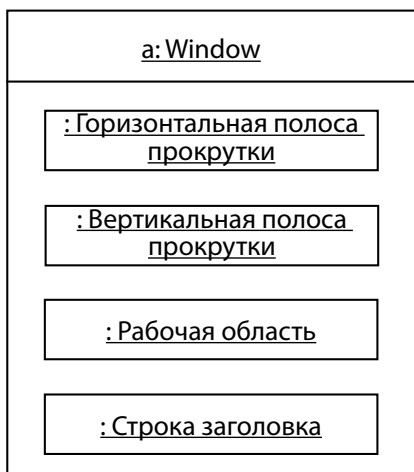 a: Window
: Горизонтальная полоса
прокрутки
: Вертикальная полоса
прокрутки
: Рабочая область
: Строка заголовка